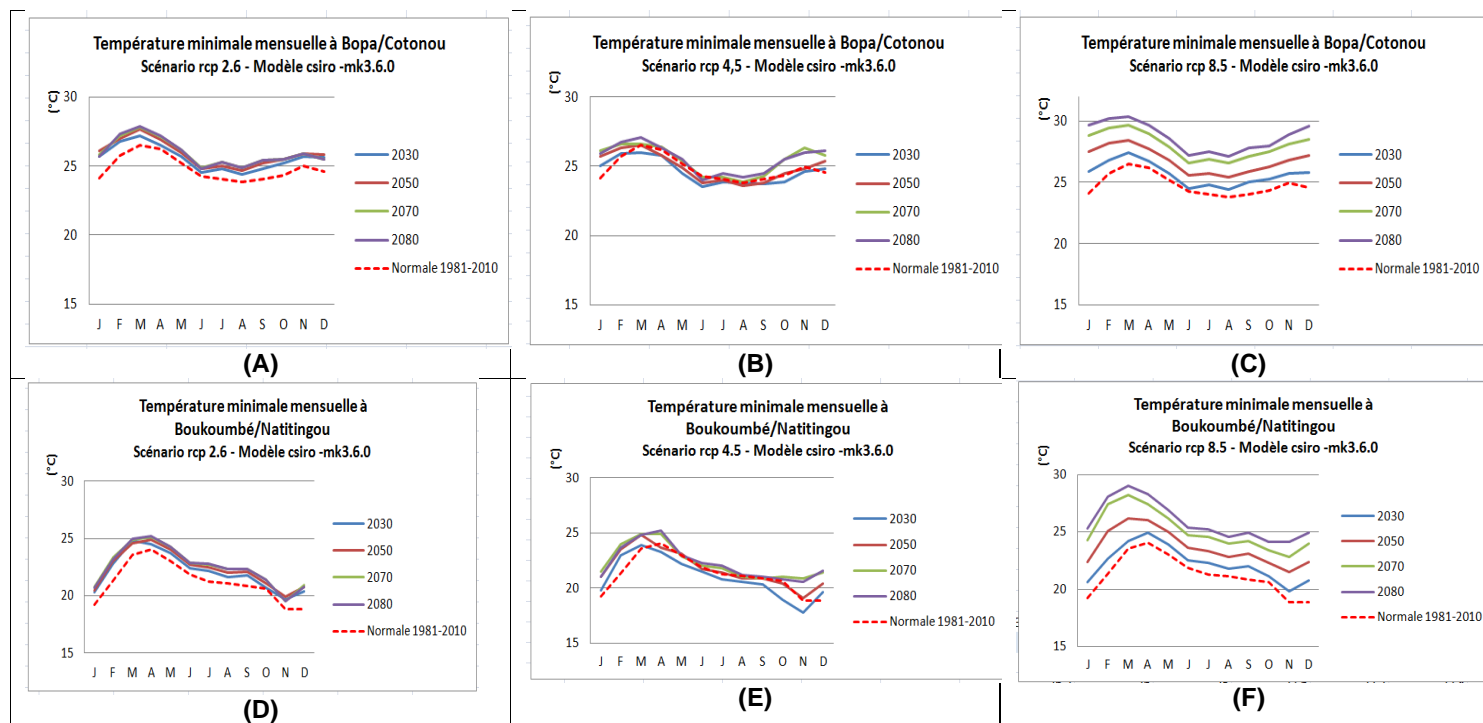 Température minimale mensuelle à Bopa/Cotonou
Scénario rcp 2.6 - Modèle csiro -mk3.6.0
(°C)
30
25
20
15
J F M A M J J A S O N D
2030
2050
2070
2080
Normale 1981-2010
(A)
Température minimale mensuelle à Bopa/Cotonou
Scénario rcp 4,5 - Modèle csiro -mk3.6.0
(°C)
30
25
20
15
J F M A M J J A S O N D
2030
2050
2070
2080
Normale 1981-2010
(B)
Température minimale mensuelle à Bopa/Cotonou
Scénario rcp 8.5 - Modèle csiro -mk3.6.0
(°C)
30
25
20
15
J F M A M J J A S O N D
2030
2050
2070
2080
Normale 1981-2010
(C)
Température minimale mensuelle à
Boukoumbé/Natitingou
Scénario rcp 2.6 - Modèle csiro -mk3.6.0
(°C)
30
25
20
15
J F M A M J J A S O N D
2030
2050
2070
2080
Normale 1981-2010
(D)
Température minimale mensuelle à
Boukoumbé/Natitingou
Scénario rcp 4.5 - Modèle csiro -mk3.6.0
(°C)
30
25
20
15
J F M A M J J A S O N D
2030
2050
2070
2080
Normale 1981-2010
(E)
Température minimale mensuelle à
Boukoumbé/Natitingou
Scénario rcp 8.5 - Modèle csiro -mk3.6.0
(°C)
30
25
20
15
J F M A M J J A S O N D
2030
2050
2070
2080
Normale 1981-2010
(F)